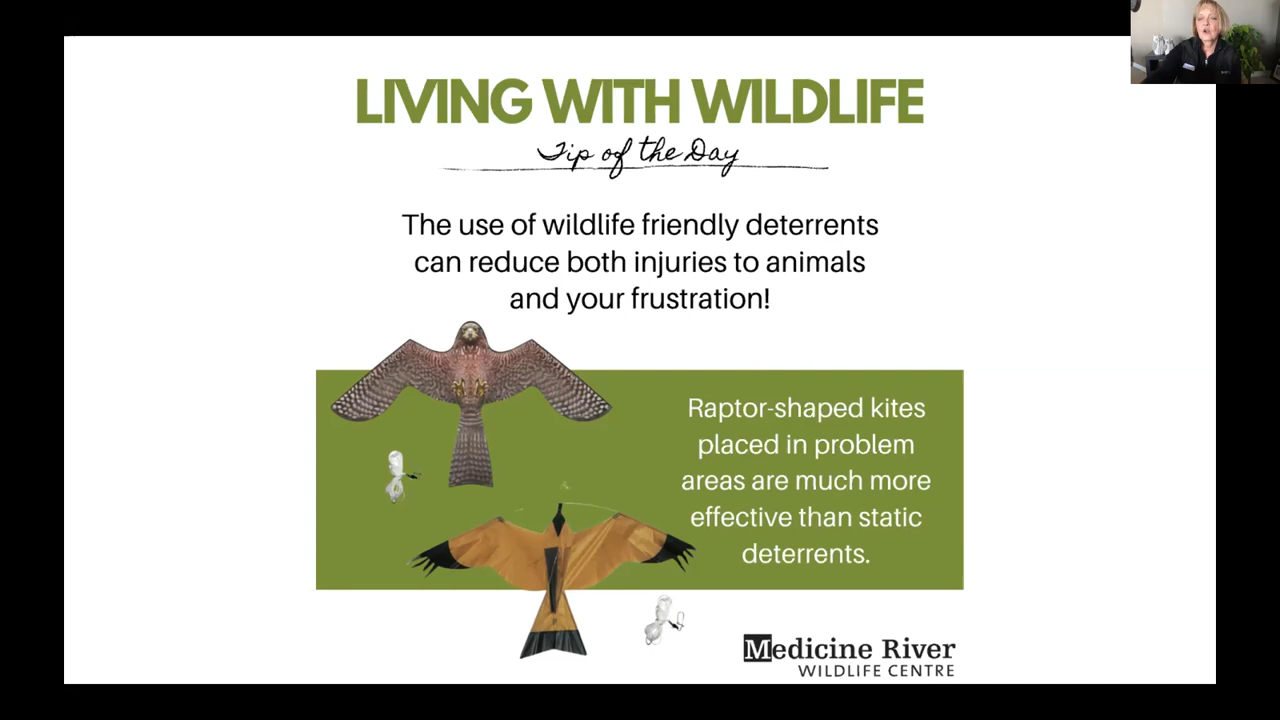 LIVING WITH WILDLIFE
Tip of the Day
The use of wildlife friendly deterrents
can reduce both injuries to animals
and your frustration!
Raptor-shaped kites
placed in problem
areas are much more
effective than static
deterrents.
Medicine River
WILDLIFE CENTRE